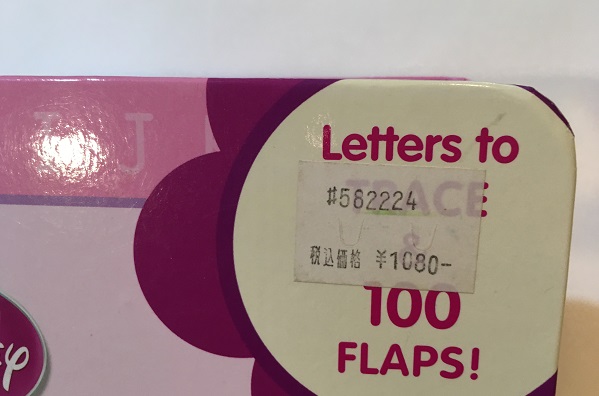 J
Letters to
TRACE
&
#582224
税込価格 ¥1080-
100
FLAPS!